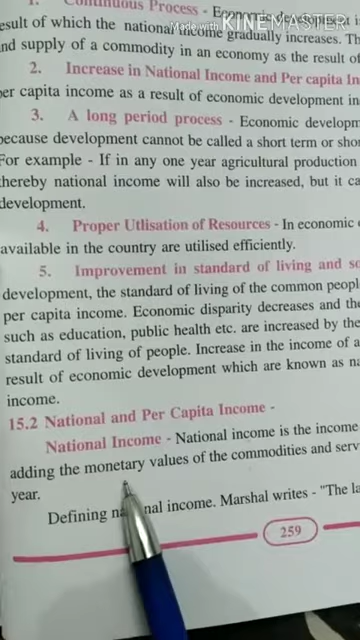 1. Continuous Process - Economic development is
result of which the national income gradually increases. Th
Made with KINEMASTER
nd supply of a commodity in an economy as the result of
2. Increase in National Income and Per capita In
per capita income as a result of economic development in
3. A long period process - Economic developm
because development cannot be called a short term or shor
For example - If in any one year agricultural production
thereby national income will also be increased, but it ca
development.
4. Proper Utlisation of Resources - In economic
available in the country are utilised efficiently.
5. Improvement in standard of living and so
development, the standard of living of the common peopl
per capita income. Economic disparity decreases and the
such as education, public health etc. are increased by the
standard of living of people. Increase in the income of a
result of economic development which are known as na
income.
15.2 National and Per Capita Income -
National Income - National income is the income
adding the monetary values of the commodities and serv
year.
Defining national income. Marshal writes - "The la
259